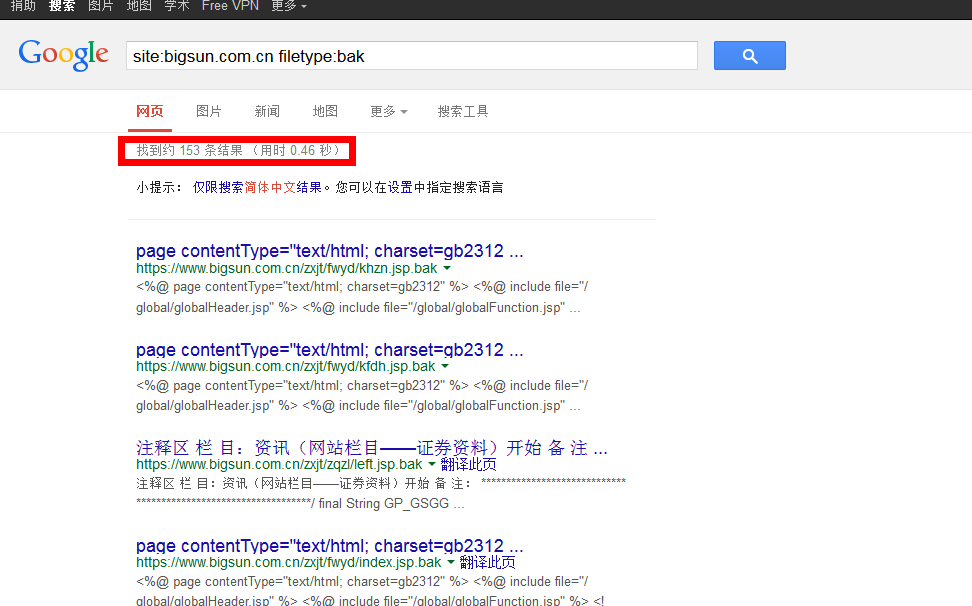 捐助 搜索 图片 地图 学术 Free VPN 更多
Google site:bigsun.com.cn filetype:bak
网页 图片 新闻 地图 更多 搜索工具
找到约 153 条结果 （用时 0.46 秒）
小提示： 仅限搜索简体中文结果。您可以在设置中指定搜索语言
page contentType="text/html; charset=gb2312 ...
https://www.bigsun.com.cn/zxjt/fwyd/khzn.jsp.bak
<%@ page contentType="text/html; charset=gb2312" %> <%@ include file="/
global/globalHeader.jsp" %> <%@ include file="/global/globalFunction.jsp" ...
page contentType="text/html; charset=gb2312 ...
https://www.bigsun.com.cn/zxjt/fwyd/kfdh.jsp.bak
<%@ page contentType="text/html; charset=gb2312" %> <%@ include file="/
global/globalHeader.jsp" %> <%@ include file="/global/globalFunction.jsp" ...
注释区 栏 目：资讯（网站栏目——证券资料）开始 备 注 ...
https://www.bigsun.com.cn/zxjt/zqzl/left.jsp.bak 翻译此页
注释区 栏 目：资讯（网站栏目——证券资料）开始 备 注： *****************************
***********************************/ final String GP_GSGG ...
page contentType="text/html; charset=gb2312 ...
https://www.bigsun.com.cn/zxjt/fwyd/index.jsp.bak 翻译此页
<%@ page contentType="text/html; charset=gb2312" %> <%@ include file="/
global/globalHeader.jsp" %> <%@ include file="/global/globalFunction.jsp" %> <!